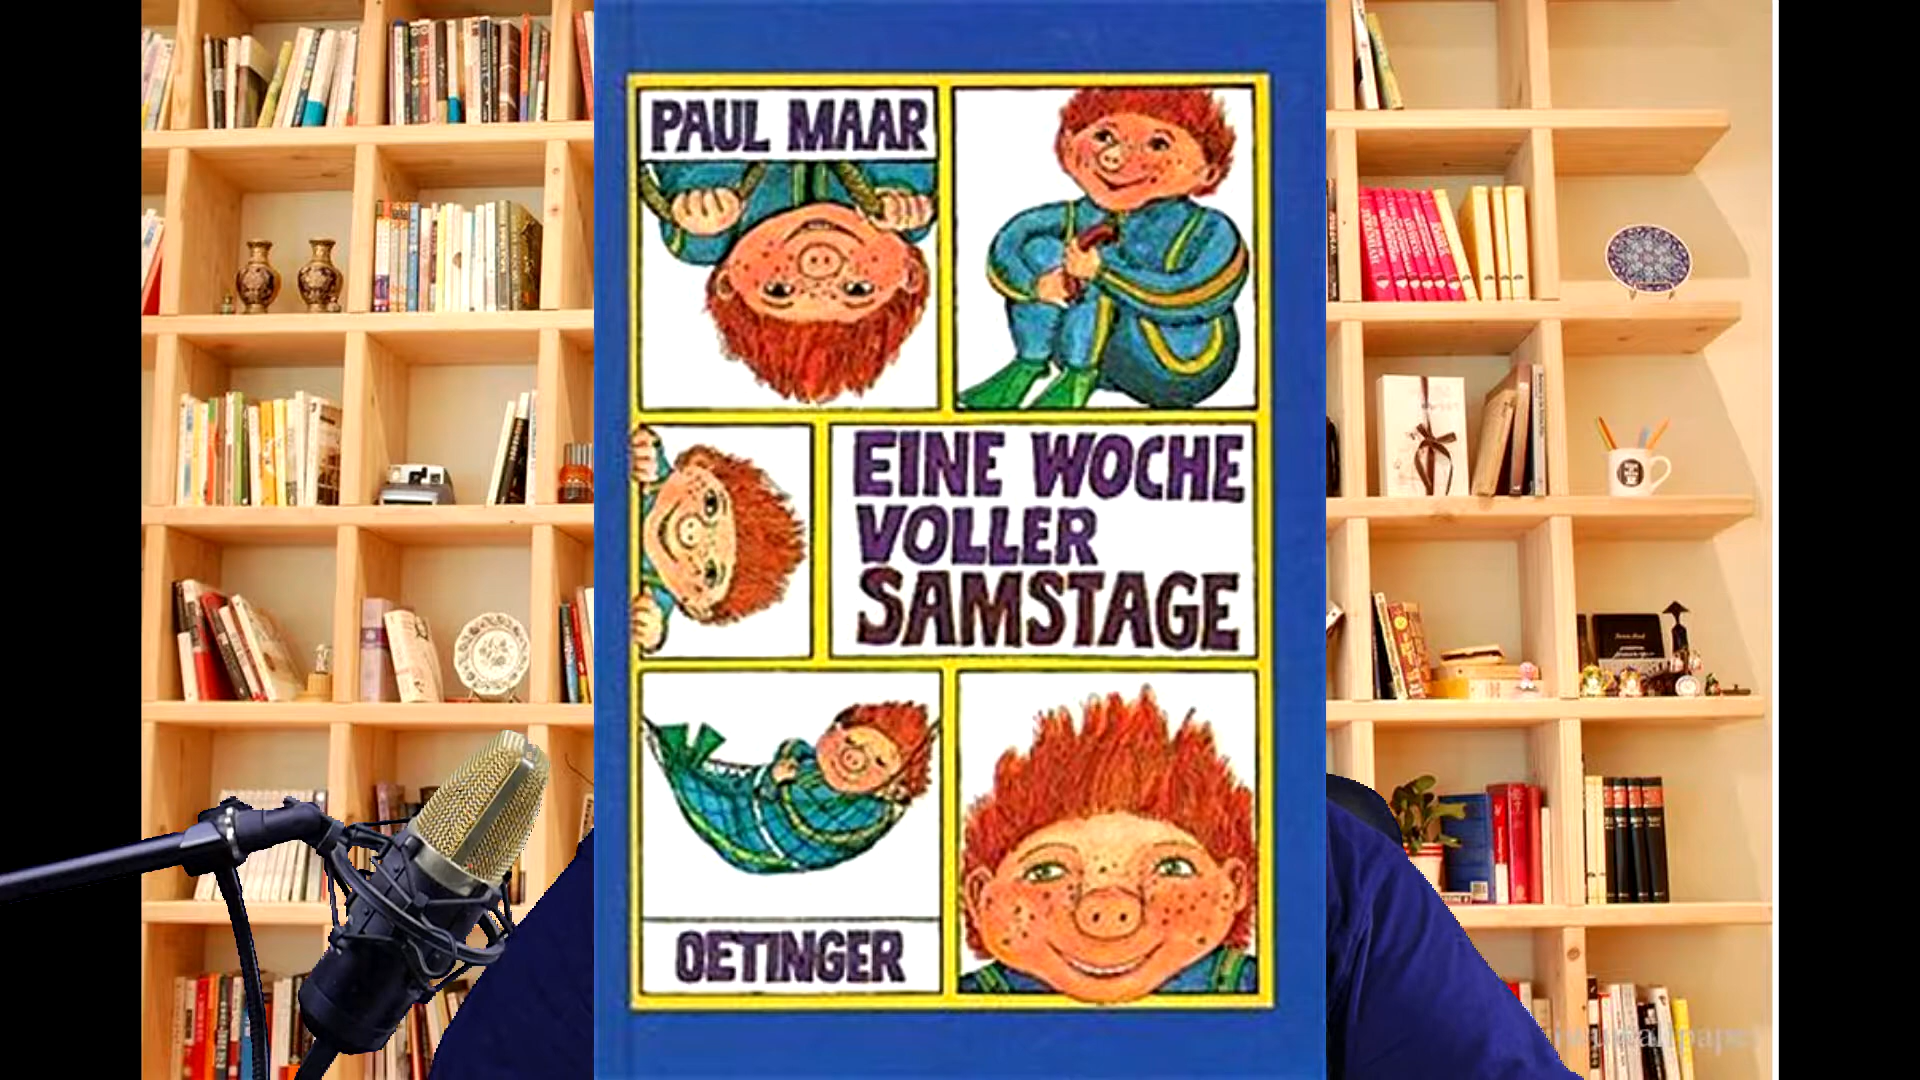 PAUL MAAR
EINE WOCHE
VOLLER
SAMSTAGE
OETINGER